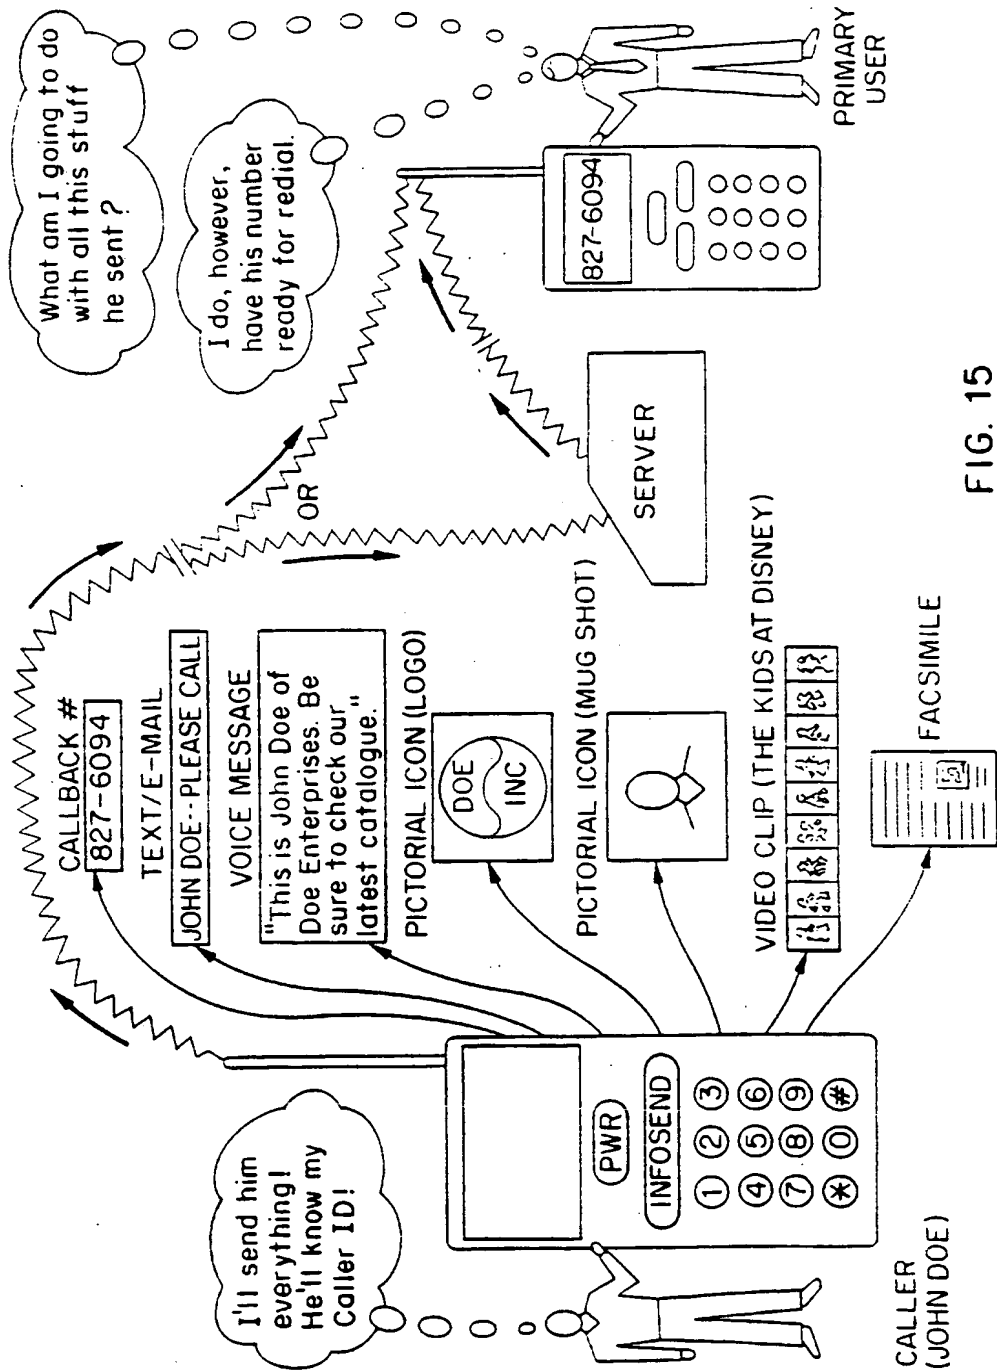 I'll send him
everything!
He'll know my
Caller ID!
CALLER
(JOHN DOE)
PWR
INFOSEND
1 2 3
4 5 6
7 8 9
* 0 #
CALLBACK #
827-6094
TEXT/E-MAIL
JOHN DOE--PLEASE CALL
VOICE MESSAGE
"This is John Doe of
Doe Enterprises. Be
sure to check our
latest catalogue."
PICTORIAL ICON (LOGO)
DOE
INC
PICTORIAL ICON (MUG SHOT)
VIDEO CLIP (THE KIDS AT DISNEY)
FACSIMILE
OR
SERVER
What am I going to do
with all this stuff
he sent?
I do, however,
have his number
ready for redial.
827-6094
PRIMARY
USER
FIG. 15